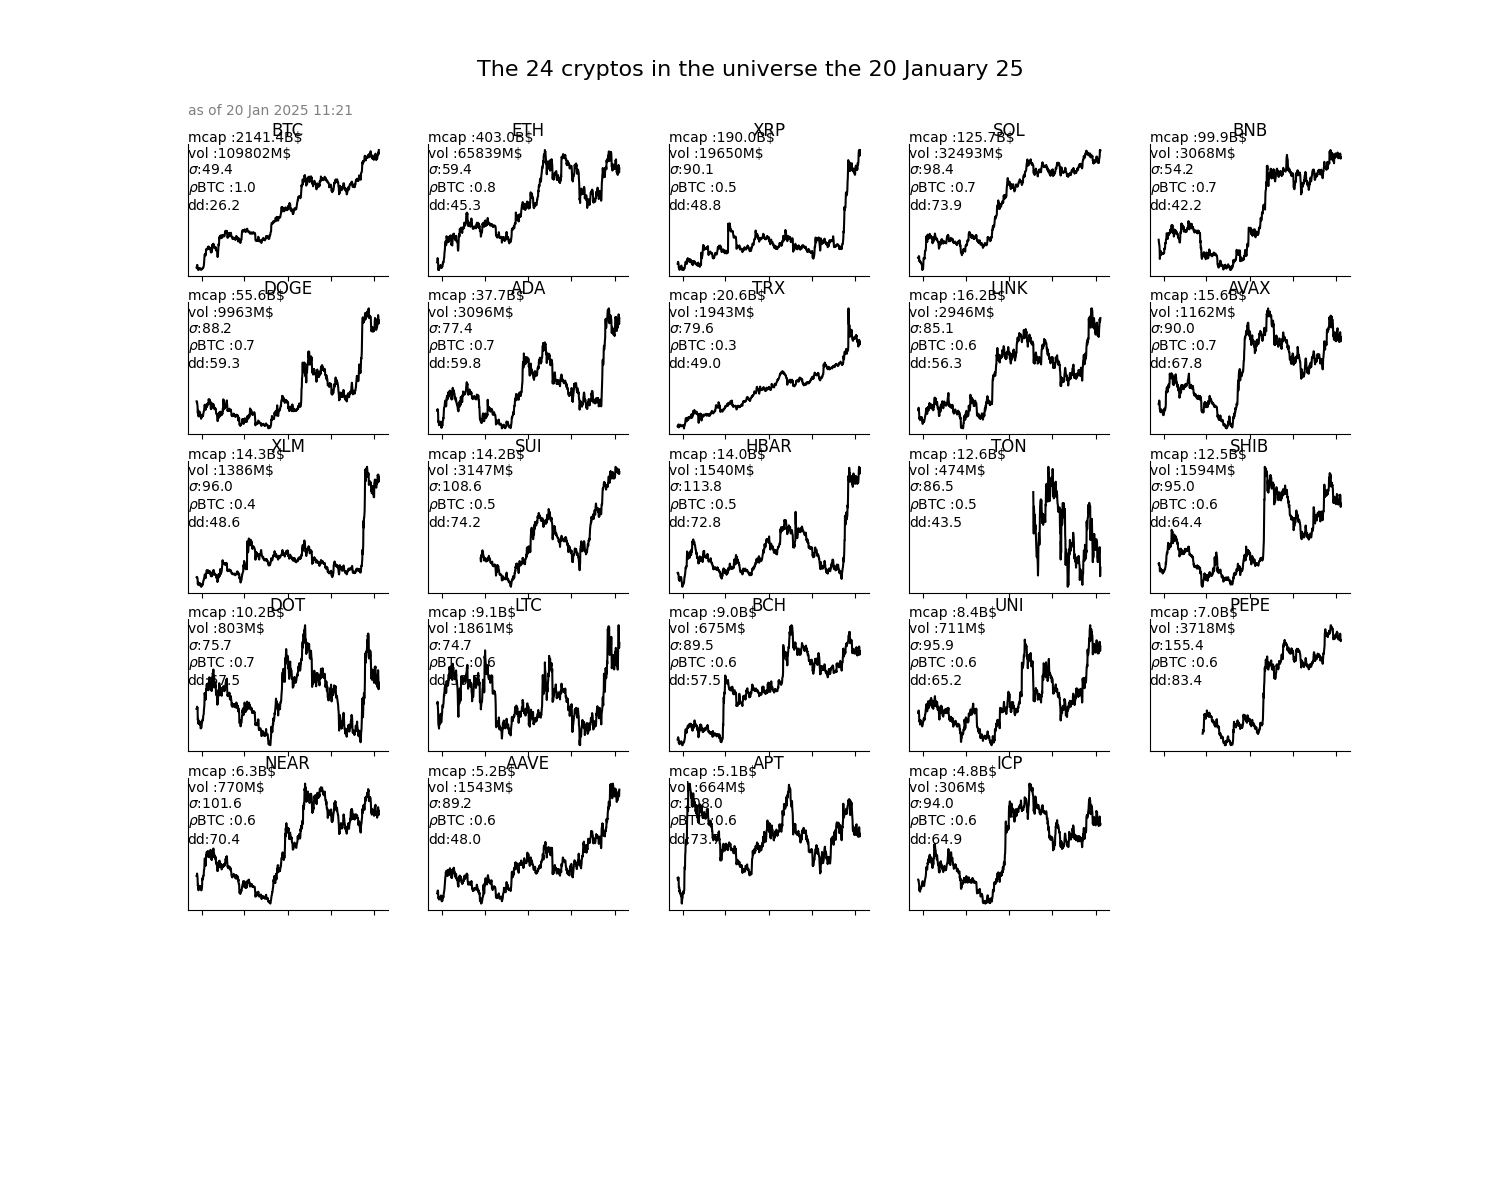 The 24 cryptos in the universe the 20 January 25
as of 20 Jan 2025 11:21
BTC
mcap :2141.4B$
vol :109802M$
σ:49.4
ρBTC :1.0
dd:26.2
ETH
mcap :403.0B$
vol :65839M$
σ:59.4
ρBTC :0.8
dd:45.3
XRP
mcap :190.0B$
vol :19650M$
σ:90.1
ρBTC :0.5
dd:48.8
SOL
mcap :125.7B$
vol :32493M$
σ:98.4
ρBTC :0.7
dd:73.9
BNB
mcap :99.9B$
vol :3068M$
σ:54.2
ρBTC :0.7
dd:42.2
DOGE
mcap :55.6B$
vol :9963M$
σ:88.2
ρBTC :0.7
dd:59.3
ADA
mcap :37.7B$
vol :3096M$
σ:77.4
ρBTC :0.7
dd:59.8
TRX
mcap :20.6B$
vol :1943M$
σ:79.6
ρBTC :0.3
dd:49.0
LINK
mcap :16.2B$
vol :2946M$
σ:85.1
ρBTC :0.6
dd:56.3
AVAX
mcap :15.6B$
vol :1162M$
σ:90.0
ρBTC :0.7
dd:67.8
XLM
mcap :14.3B$
vol :1386M$
σ:96.0
ρBTC :0.4
dd:48.6
SUI
mcap :14.2B$
vol :3147M$
σ:108.6
ρBTC :0.5
dd:74.2
HBAR
mcap :14.0B$
vol :1540M$
σ:113.8
ρBTC :0.5
dd:72.8
TON
mcap :12.6B$
vol :474M$
σ:86.5
ρBTC :0.5
dd:43.5
SHIB
mcap :12.5B$
vol :1594M$
σ:95.0
ρBTC :0.6
dd:64.4
DOT
mcap :10.2B$
vol :803M$
σ:75.7
ρBTC :0.7
LTC
mcap :9.1B$
vol :1861M$
σ:74.7
ρBTC :0.6
BCH
mcap :9.0B$
vol :675M$
σ:89.5
ρBTC :0.6
dd:57.5
UNI
mcap :8.4B$
vol :711M$
σ:95.9
ρBTC :0.6
dd:65.2
PEPE
mcap :7.0B$
vol :3718M$
σ:155.4
ρBTC :0.6
dd:83.4
NEAR
mcap :6.3B$
vol :770M$
σ:101.6
ρBTC :0.6
dd:70.4
AAVE
mcap :5.2B$
vol :1543M$
σ:89.2
ρBTC :0.6
dd:48.0
APT
mcap :5.1B$
vol :664M$
σ:108.0
ρBTC :0.6
ICP
mcap :4.8B$
vol :306M$
σ:94.0
ρBTC :0.6
dd:64.9